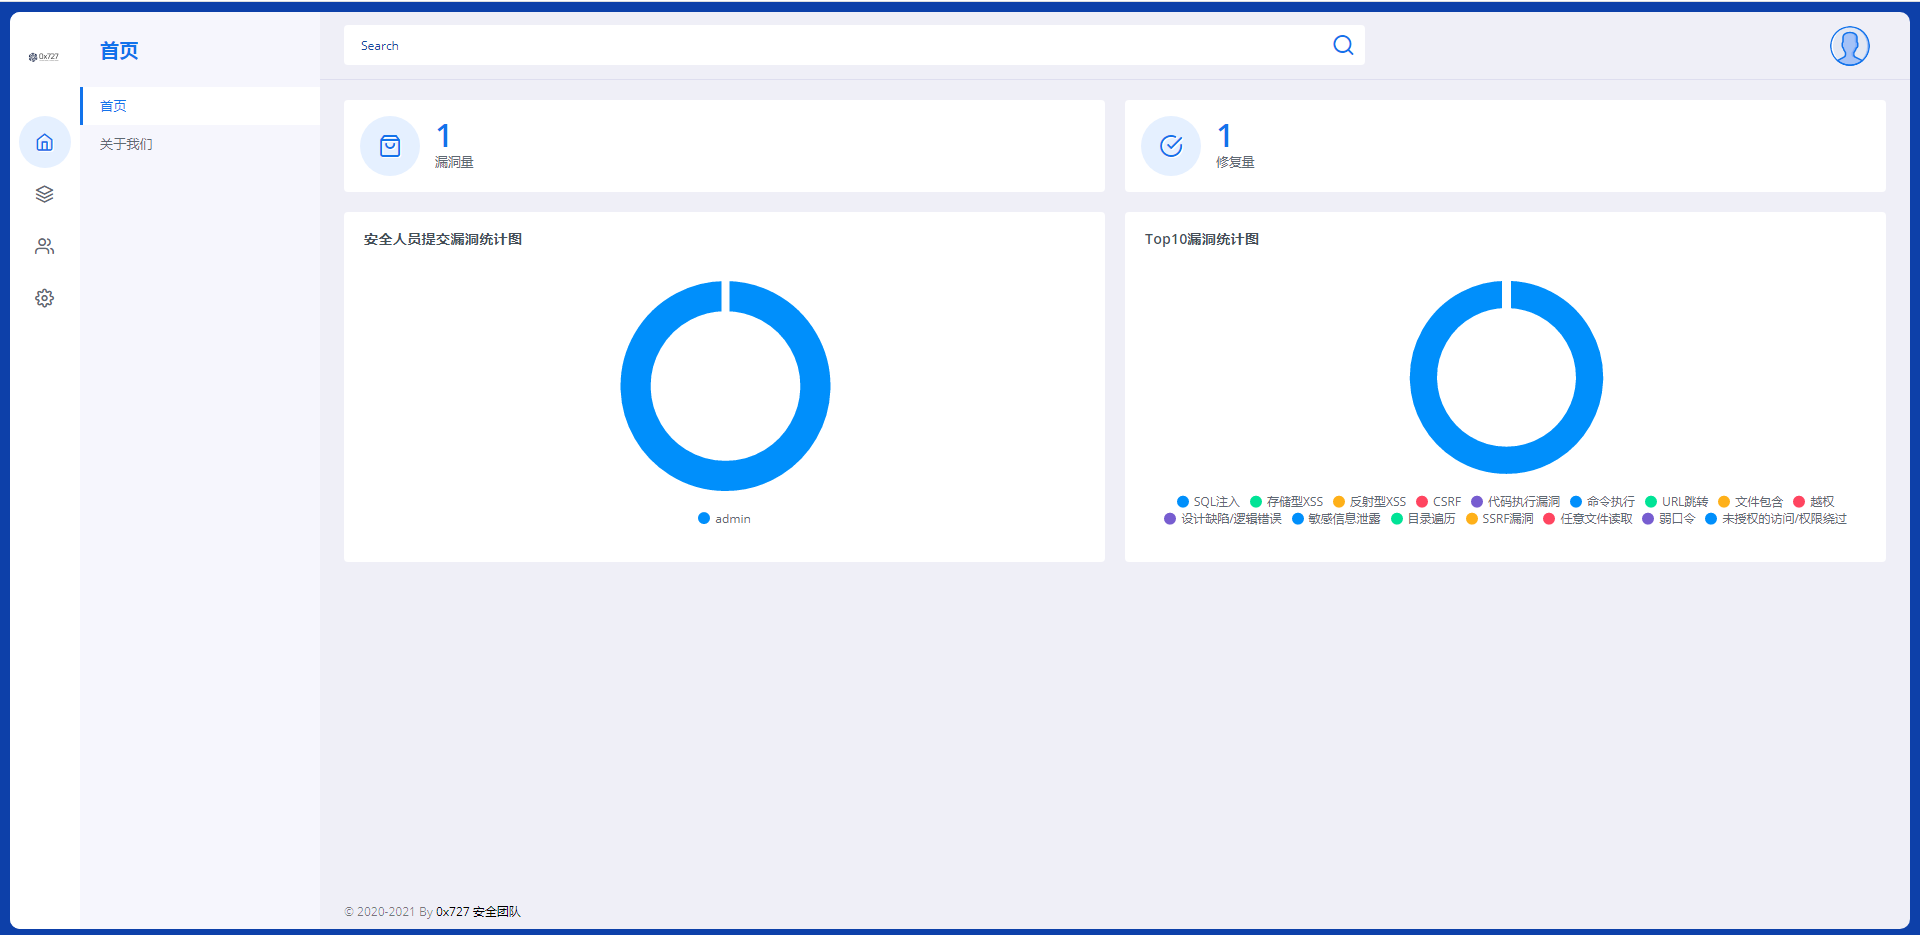 0x727
首页
首页
关于我们
Search
1
漏洞量
1
修复量
安全人员提交漏洞统计图
admin
Top10漏洞统计图
SQL注入 存储型XSS 反射型XSS CSRF 代码执行漏洞 命令执行 URL跳转 文件包含 越权
设计缺陷/逻辑错误 敏感信息泄露 目录遍历 SSRF漏洞 任意文件读取 弱口令 未授权的访问/权限绕过
© 2020-2021 By 0x727 安全团队